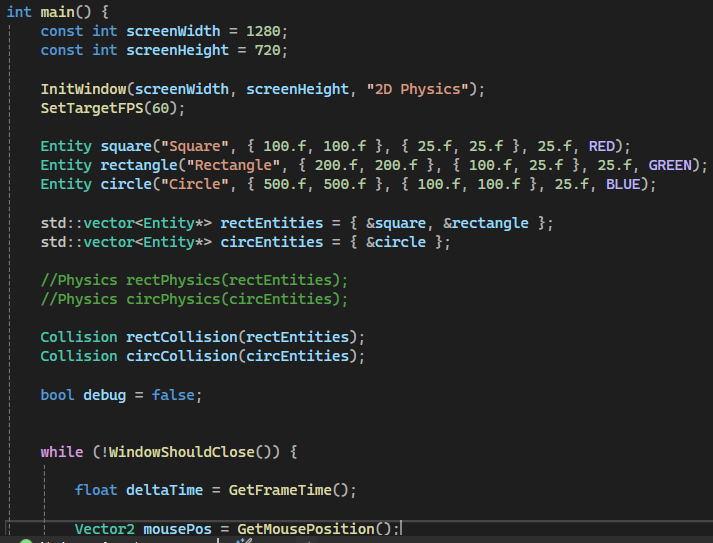 int main() {
const int screenWidth = 1280;
const int screenHeight = 720;
InitWindow(screenWidth, screenHeight, "2D Physics");
SetTargetFPS(60);
Entity square("Square", { 100.f, 100.f }, { 25.f, 25.f }, 25.f, RED);
Entity rectangle("Rectangle", { 200.f, 200.f }, { 100.f, 25.f }, 25.f, GREEN);
Entity circle("Circle", { 500.f, 500.f }, { 100.f, 100.f }, 25.f, BLUE);
std::vector<Entity*> rectEntities = { &square, &rectangle };
std::vector<Entity*> circEntities = { &circle };
//Physics rectPhysics(rectEntities);
//Physics circPhysics(circEntities);
Collision rectCollision(rectEntities);
Collision circCollision(circEntities);
bool debug = false;
while (!WindowShouldClose()) {
float deltaTime = GetFrameTime();
Vector2 mousePos = GetMousePosition();